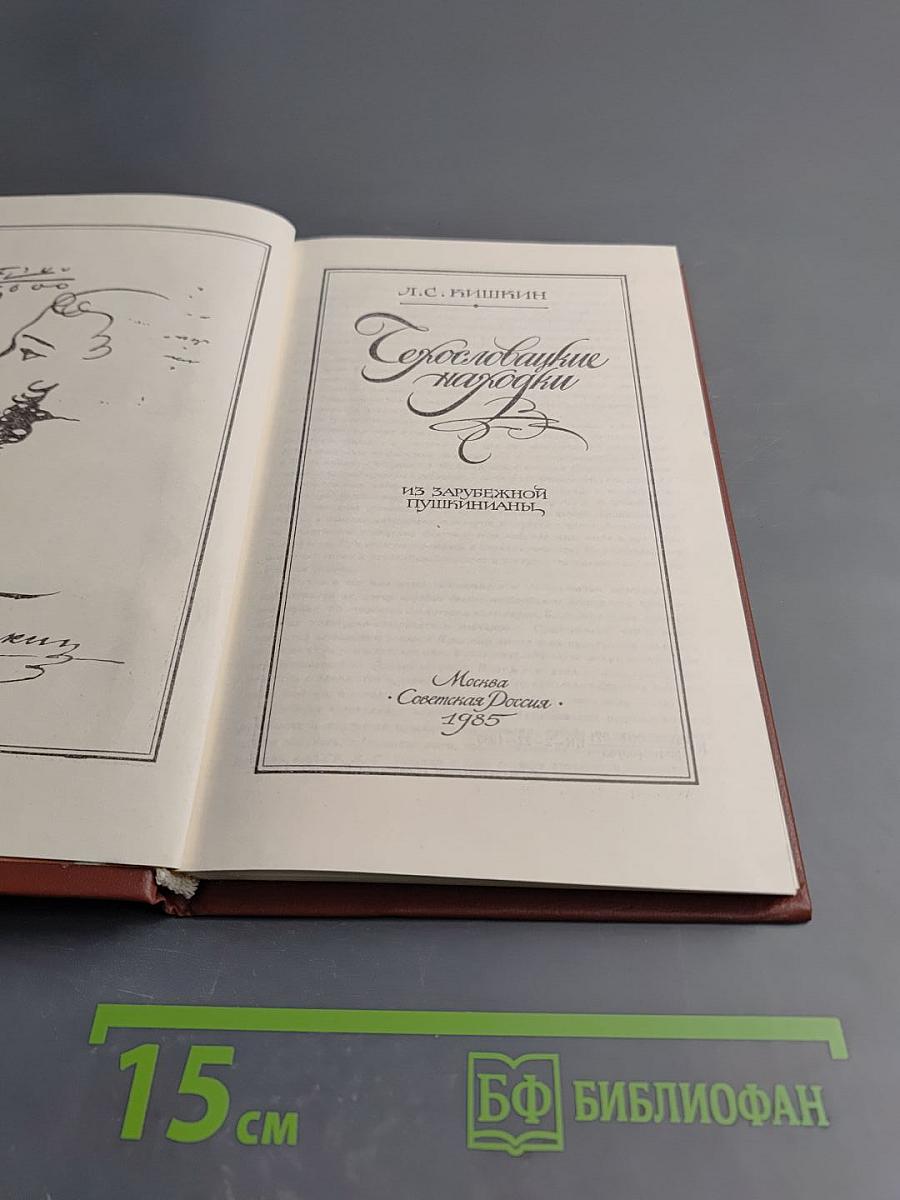 Л.С. КИШКИН
Чехословацкие
находки
ИЗ ЗАРУБЕЖНОЙ
ПУШКИНИАНЫ
Москва
· Советская Россия ·
1985
15 см
БФ БИБЛИОФАН